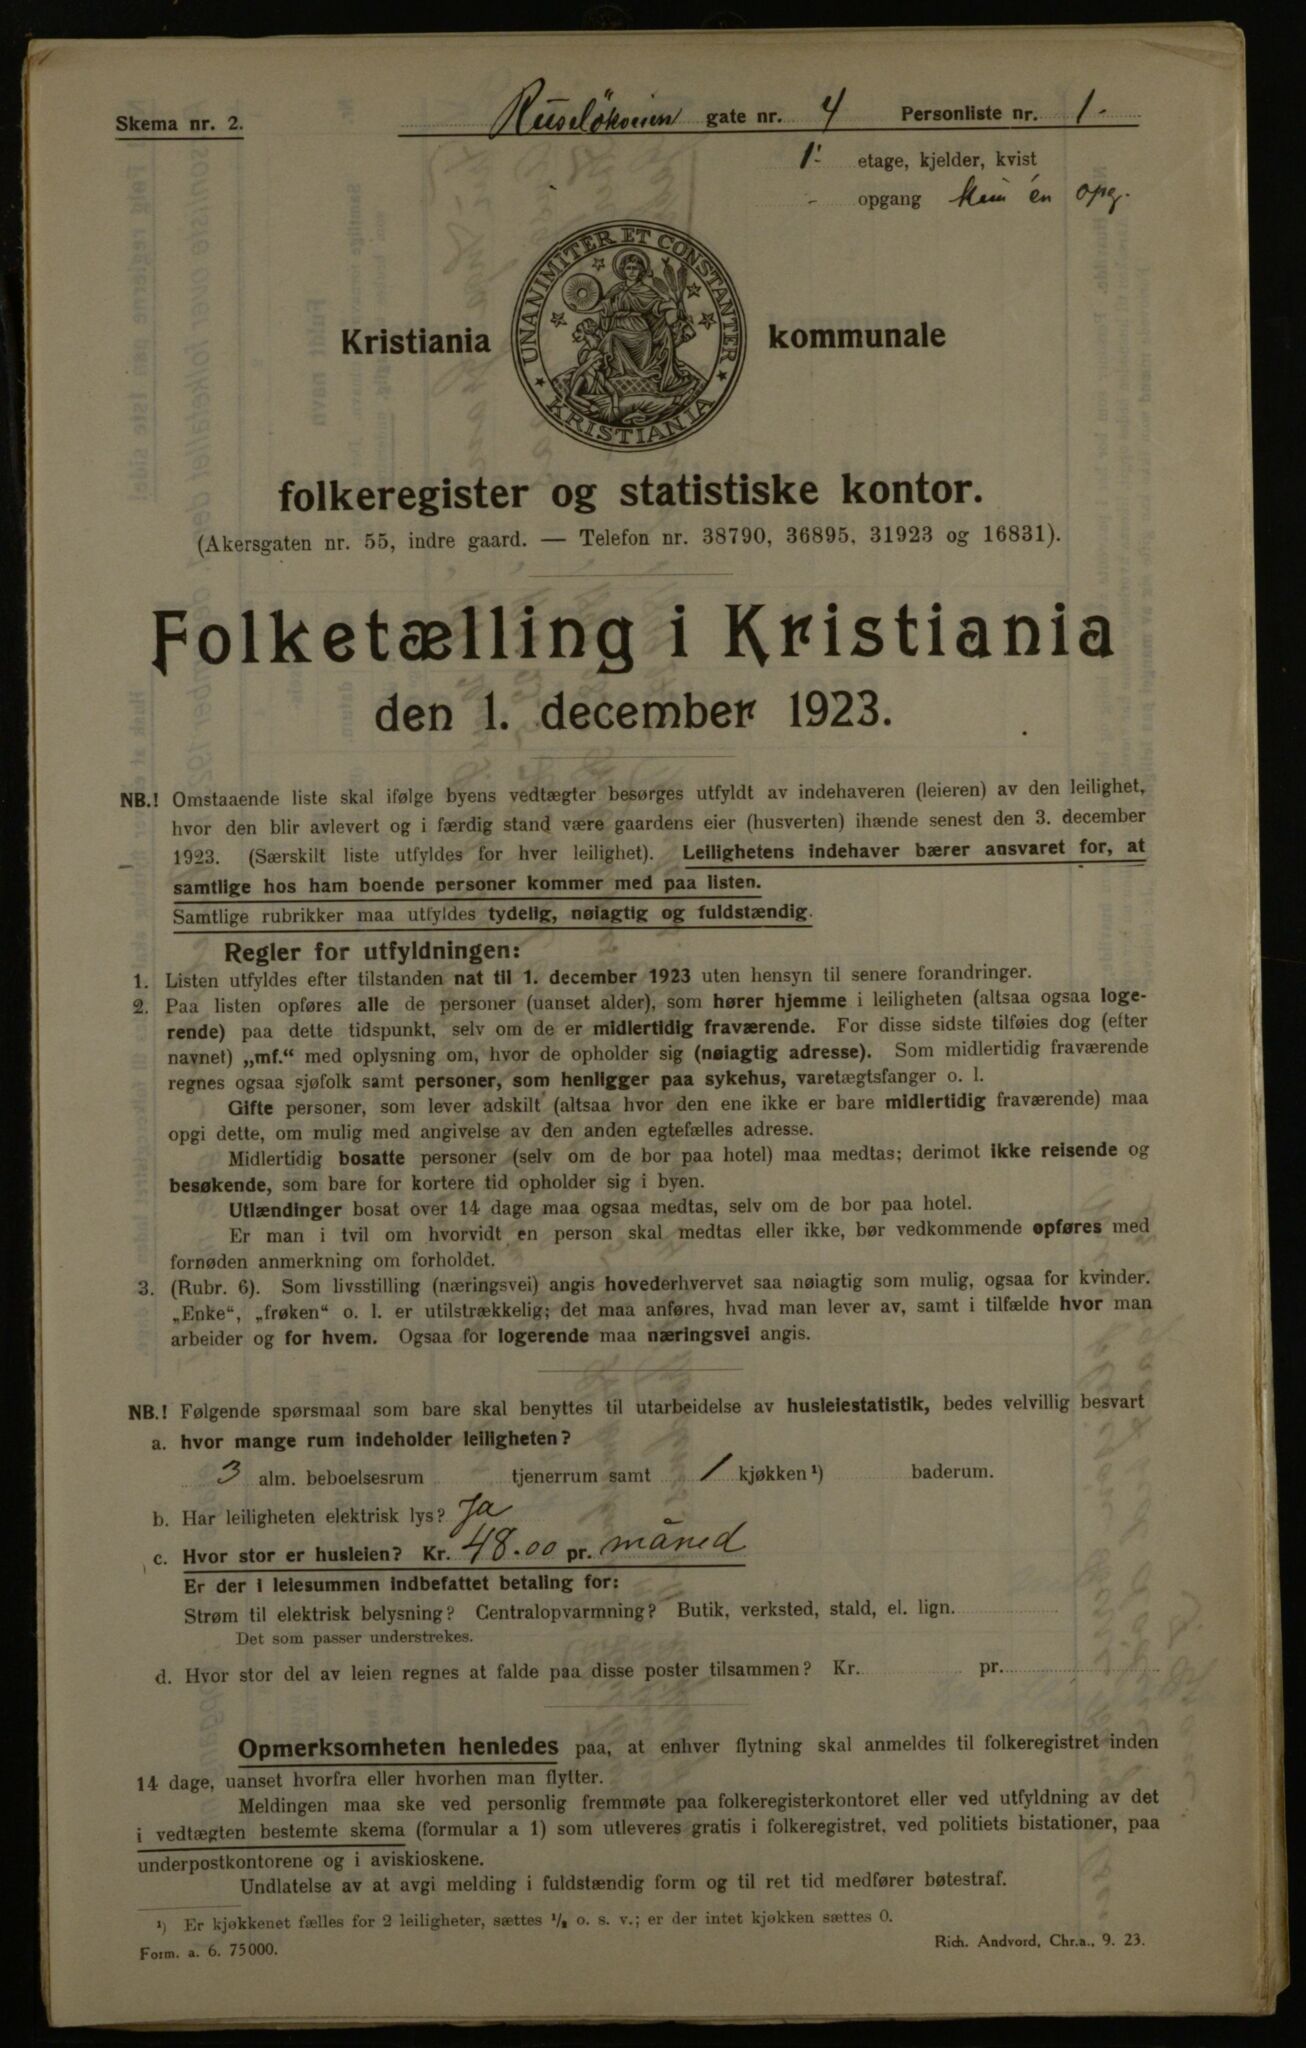 Skema nr. 2. Ruseløkveien gate nr. 4 Personliste nr. 1.
1. etage, kjelder, kvist
- opgang kun én opg.
UNANIMITER ET CONSTANTER
KRISTIANIA
Kristiania kommunale
folkeregister og statistiske kontor.
(Akersgaten nr. 55, indre gaard. — Telefon nr. 38790, 36895, 31923 og 16831).
Folketælling i Kristiania
den 1. december 1923.
NB.! Omstaaende liste skal ifølge byens vedtægter besørges utfyldt av indehaveren (leieren) av den leilighet,
hvor den blir avlevert og i færdig stand være gaardens eier (husverten) ihænde senest den 3. december
1923. (Særskilt liste utfyldes for hver leilighet). Leilighetens indehaver bærer ansvaret for, at
samtlige hos ham boende personer kommer med paa listen.
Samtlige rubrikker maa utfyldes tydelig, nøiagtig og fuldstændig.
Regler for utfyldningen:
1. Listen utfyldes efter tilstanden nat til 1. december 1923 uten hensyn til senere forandringer.
2. Paa listen opføres alle de personer (uanset alder), som hører hjemme i leiligheten (altsaa ogsaa loge-
rende) paa dette tidspunkt, selv om de er midlertidig fraværende. For disse sidste tilføies dog (efter
navnet) „mf.“ med oplysning om, hvor de opholder sig (nøiagtig adresse). Som midlertidig fraværende
regnes ogsaa sjøfolk samt personer, som henligger paa sykehus, varetægtsfanger o. l.
Gifte personer, som lever adskilt (altsaa hvor den ene ikke er bare midlertidig fraværende) maa
opgi dette, om mulig med angivelse av den anden egtefælles adresse.
Midlertidig bosatte personer (selv om de bor paa hotel) maa medtas; derimot ikke reisende og
besøkende, som bare for kortere tid opholder sig i byen.
Utlændinger bosat over 14 dage maa ogsaa medtas, selv om de bor paa hotel.
Er man i tvil om hvorvidt en person skal medtas eller ikke, bør vedkommende opføres med
fornøden anmerkning om forholdet.
3. (Rubr. 6). Som livsstilling (næringsvei) angis hovederhvervet saa nøiagtig som mulig, ogsaa for kvinder.
„Enke“, „frøken“ o. l. er utilstrækkelig; det maa anføres, hvad man lever av, samt i tilfælde hvor man
arbeider og for hvem. Ogsaa for logerende maa næringsvei angis.
NB.! Følgende spørsmaal som bare skal benyttes til utarbeidelse av husleiestatistik, bedes velvillig besvart
a. hvor mange rum indeholder leiligheten?
3 alm. beboelsesrum tjenerrum samt 1 kjøkken ¹) baderum.
b. Har leiligheten elektrisk lys? Ja
c. Hvor stor er husleien? Kr. 48.00 pr. måned
Er der i leiesummen indbefattet betaling for:
Strøm til elektrisk belysning? Centralopvarmning? Butik, verksted, stald, el. lign.
Det som passer understrekes.
d. Hvor stor del av leien regnes at falde paa disse poster tilsammen? Kr. pr.
Opmerksomheten henledes paa, at enhver flytning skal anmeldes til folkeregistret inden
14 dage, uanset hvorfra eller hvorhen man flytter.
Meldingen maa ske ved personlig fremmøte paa folkeregisterkontoret eller ved utfyldning av det
i vedtægten bestemte skema (formular a 1) som utleveres gratis i folkeregistret, ved politiets bistationer, paa
underpostkontorene og i aviskioskene.
Undlatelse av at avgi melding i fuldstændig form og til ret tid medfører bøtestraf.
¹) Er kjøkkenet fælles for 2 leiligheter, sættes ½ o. s. v.; er der intet kjøkken sættes 0.
Form. a. 6. 75000. Rich. Andvord, Chr.a., 9. 23.